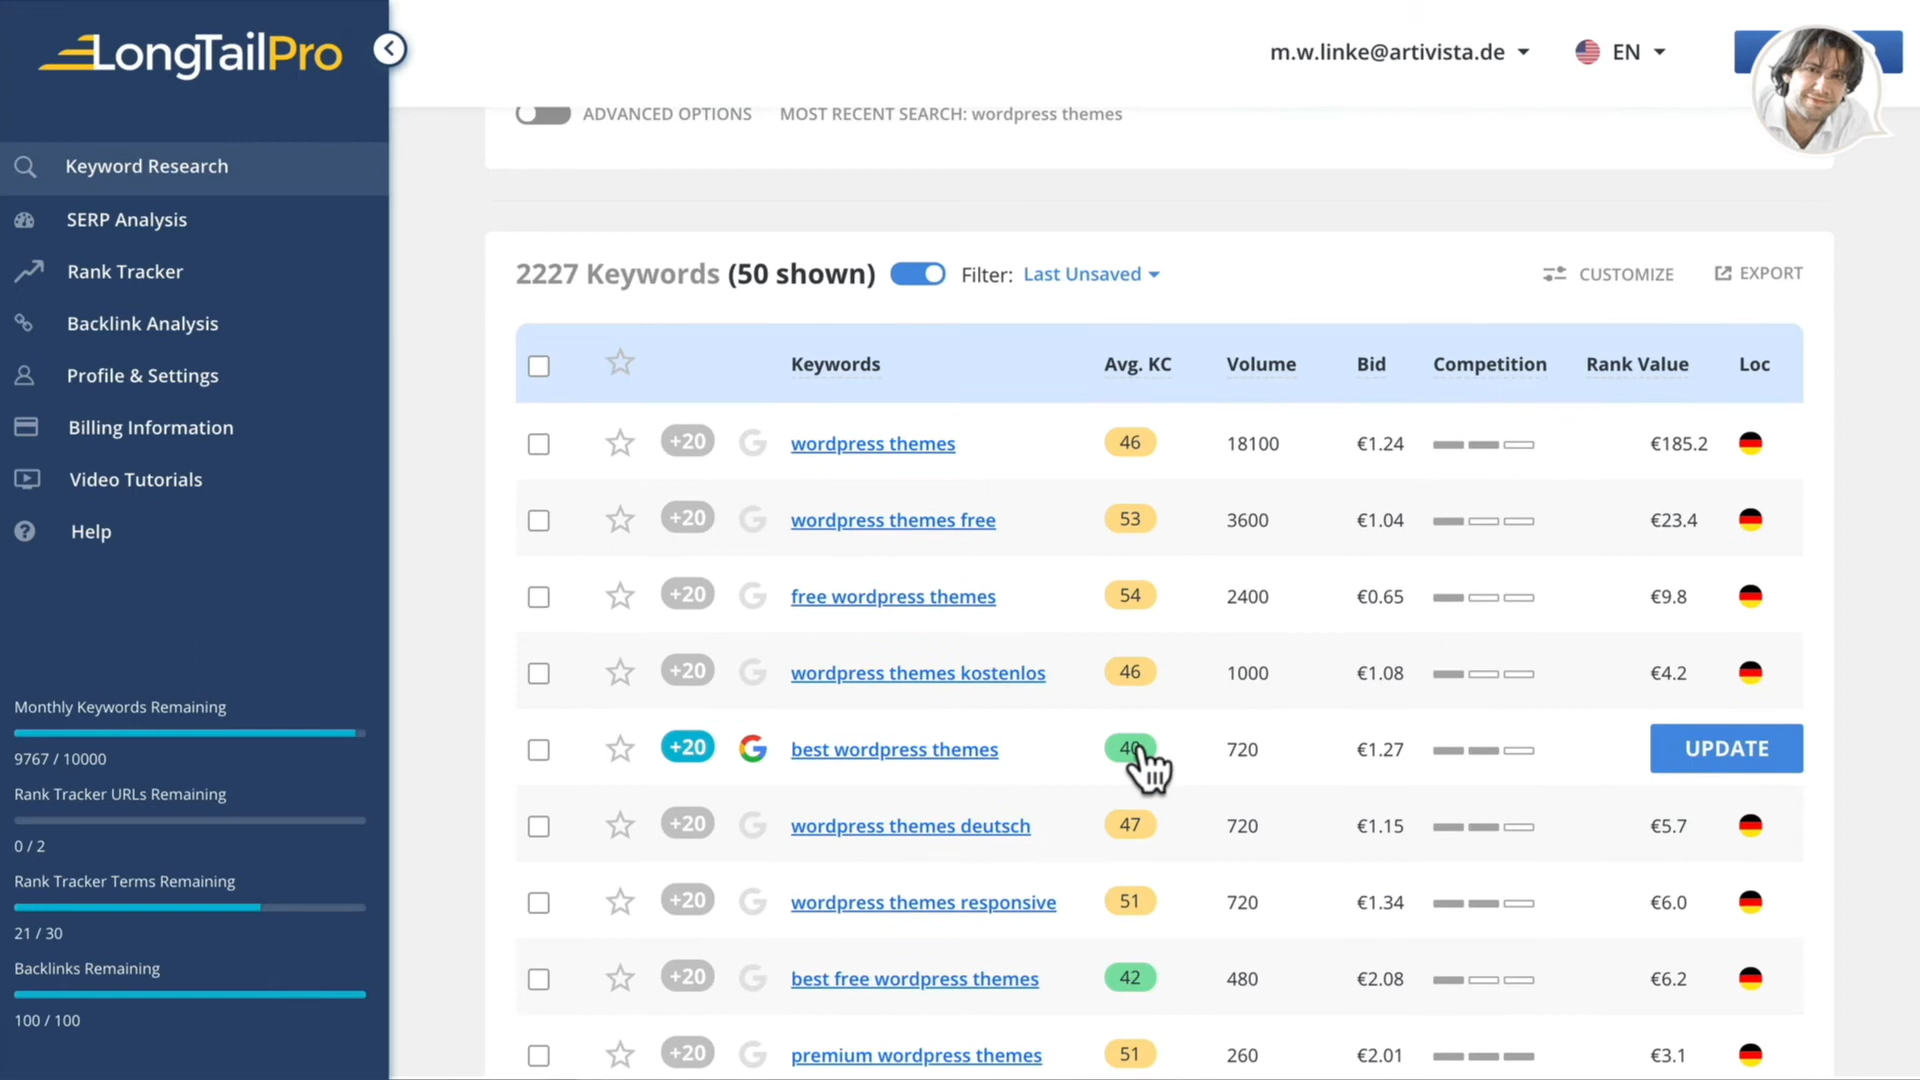 LongTailPro
m.w.linke@artivista.de
EN
ADVANCED OPTIONS MOST RECENT SEARCH: wordpress themes
Keyword Research
SERP Analysis
Rank Tracker
Backlink Analysis
Profile & Settings
Billing Information
Video Tutorials
? Help
Monthly Keywords Remaining
9767 / 10000
Rank Tracker URLs Remaining
0 / 2
Rank Tracker Terms Remaining
21 / 30
Backlinks Remaining
100 / 100
2227 Keywords (50 shown) Filter: Last Unsaved CUSTOMIZE EXPORT
Keywords Avg. KC Volume Bid Competition Rank Value Loc
+20 G wordpress themes 46 18100 €1.24 €185.2
+20 G wordpress themes free 53 3600 €1.04 €23.4
+20 G free wordpress themes 54 2400 €0.65 €9.8
+20 G wordpress themes kostenlos 46 1000 €1.08 €4.2
+20 G best wordpress themes 720 €1.27 UPDATE
+20 G wordpress themes deutsch 47 720 €1.15 €5.7
+20 G wordpress themes responsive 51 720 €1.34 €6.0
+20 G best free wordpress themes 42 480 €2.08 €6.2
+20 G premium wordpress themes 51 260 €2.01 €3.1